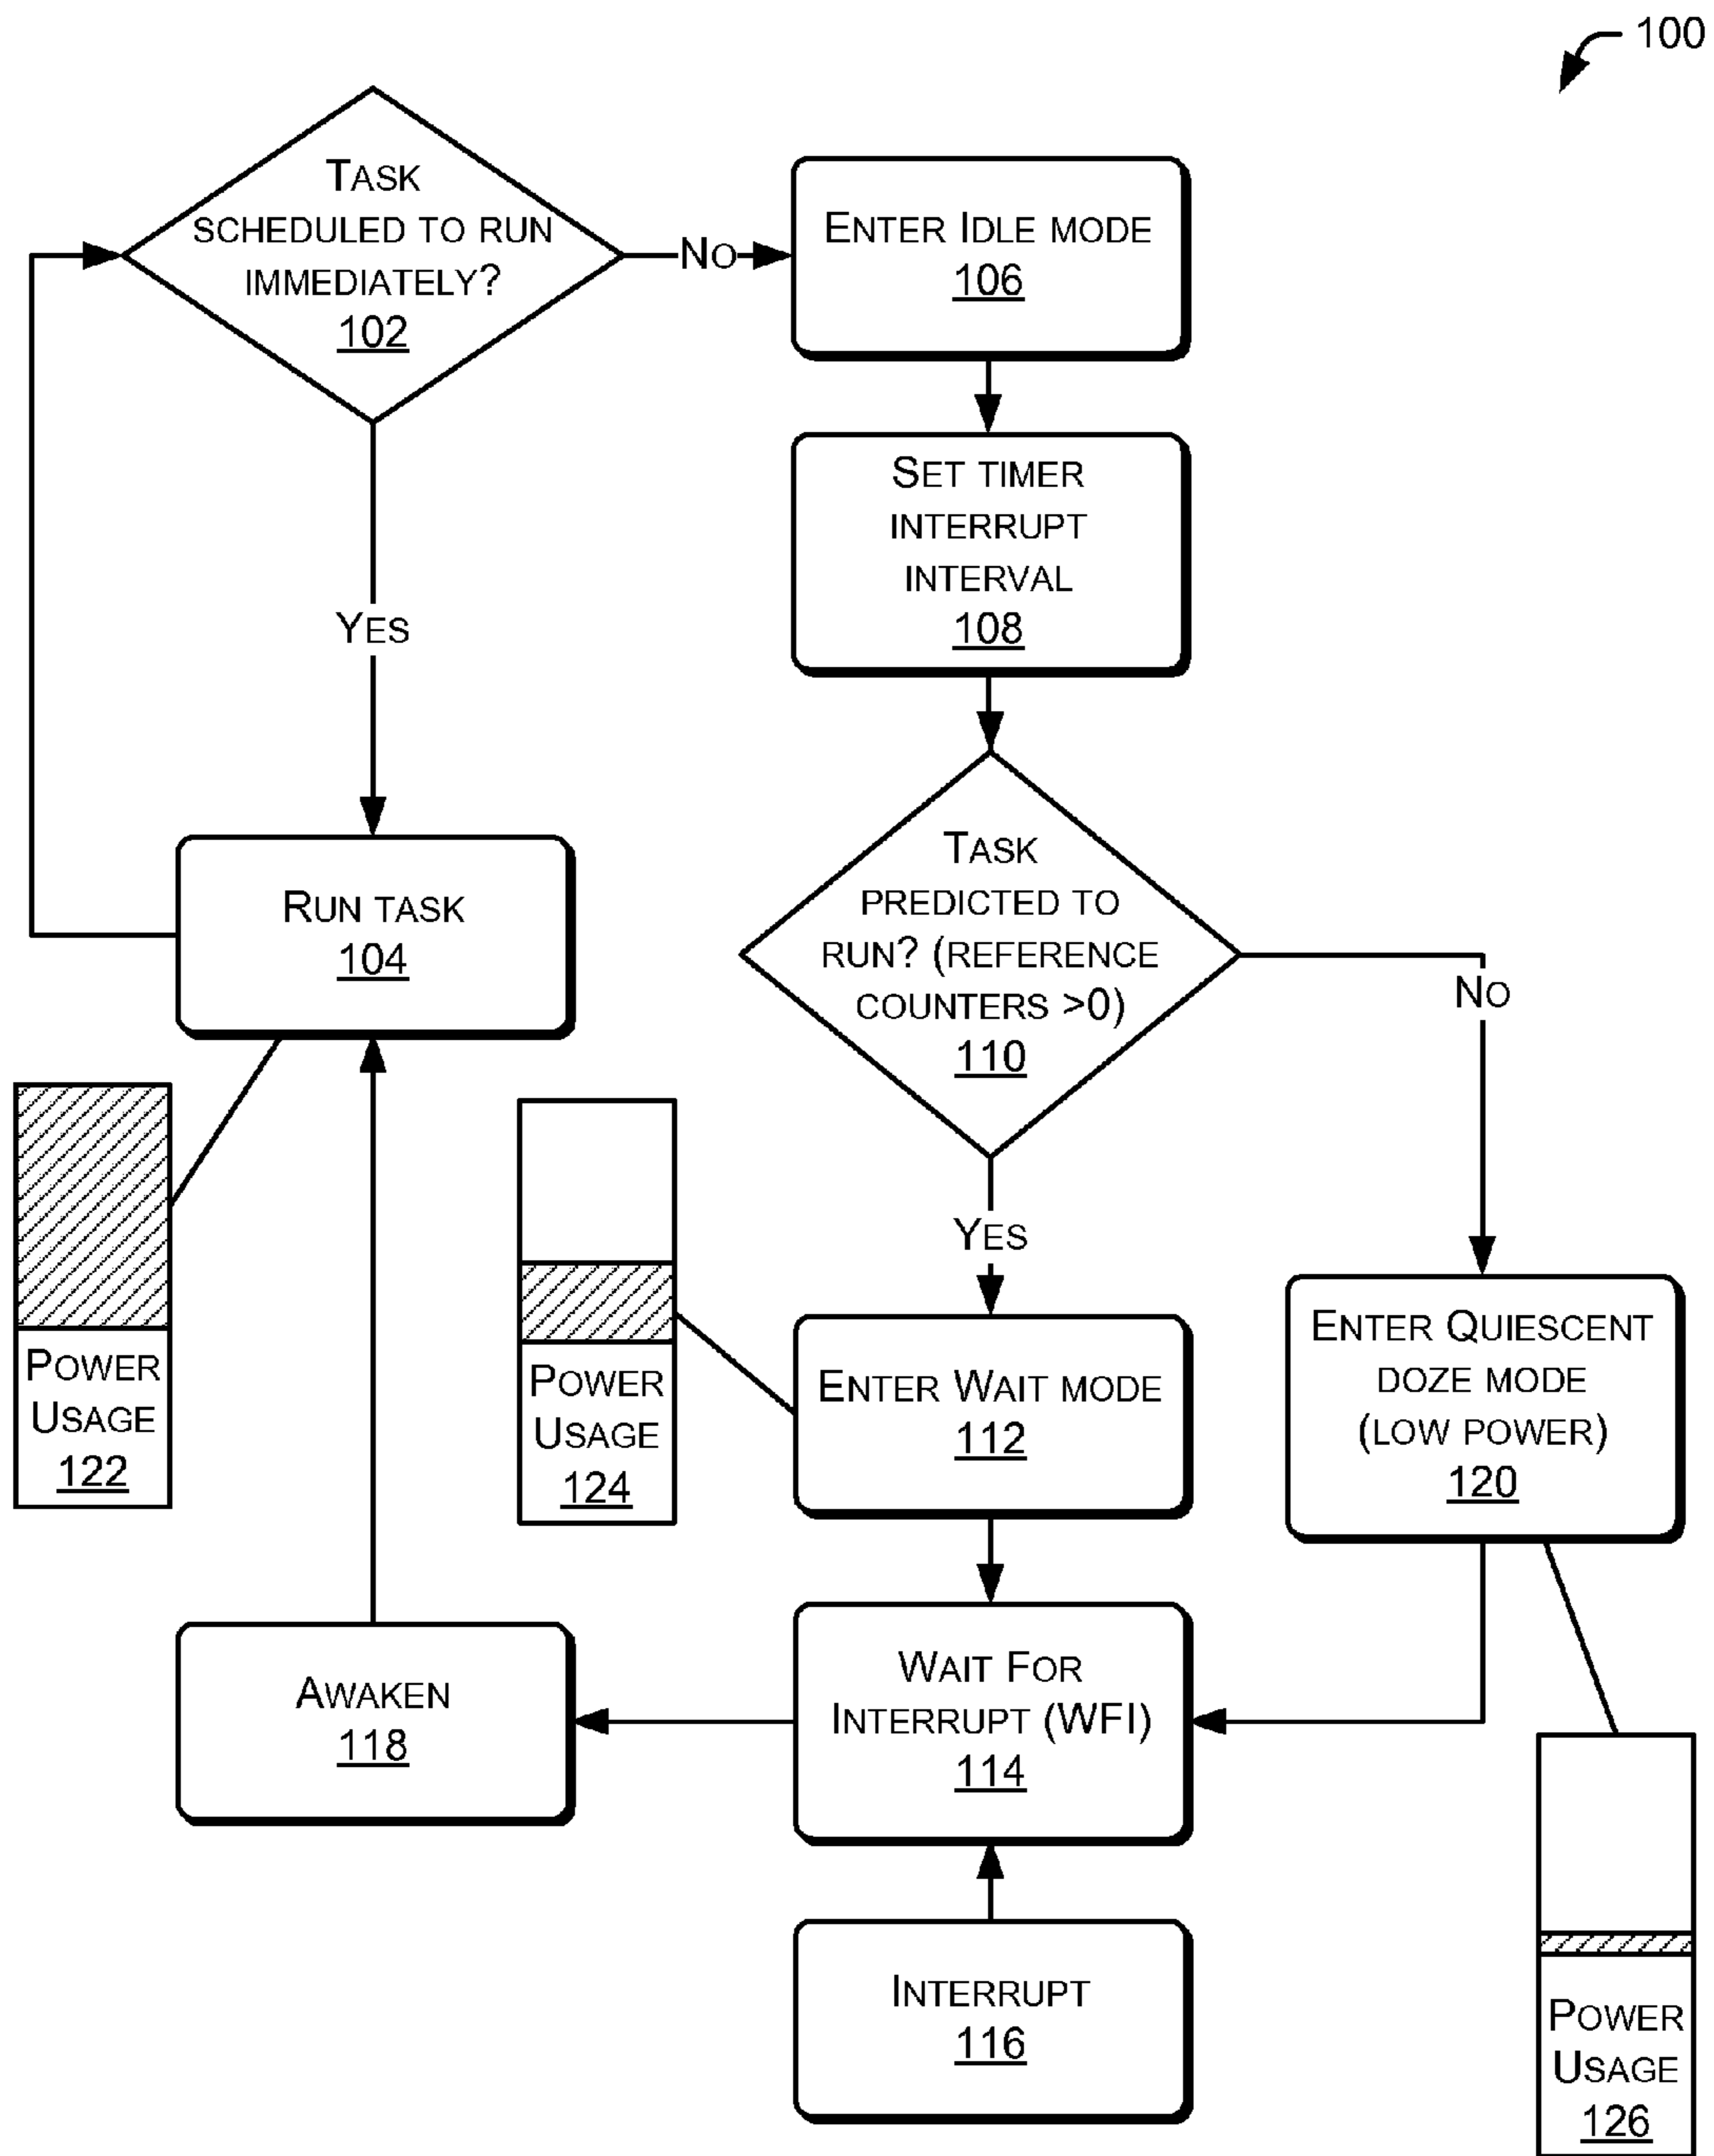 100
TASK
SCHEDULED TO RUN
IMMEDIATELY?
102
NO
ENTER IDLE MODE
106
SET TIMER
INTERRUPT
INTERVAL
108
YES
RUN TASK
104
TASK
PREDICTED TO
RUN? (REFERENCE
COUNTERS >0)
110
NO
YES
POWER
USAGE
122
POWER
USAGE
124
ENTER WAIT MODE
112
ENTER QUIESCENT
DOZE MODE
(LOW POWER)
120
AWAKEN
118
WAIT FOR
INTERRUPT (WFI)
114
INTERRUPT
116
POWER
USAGE
126